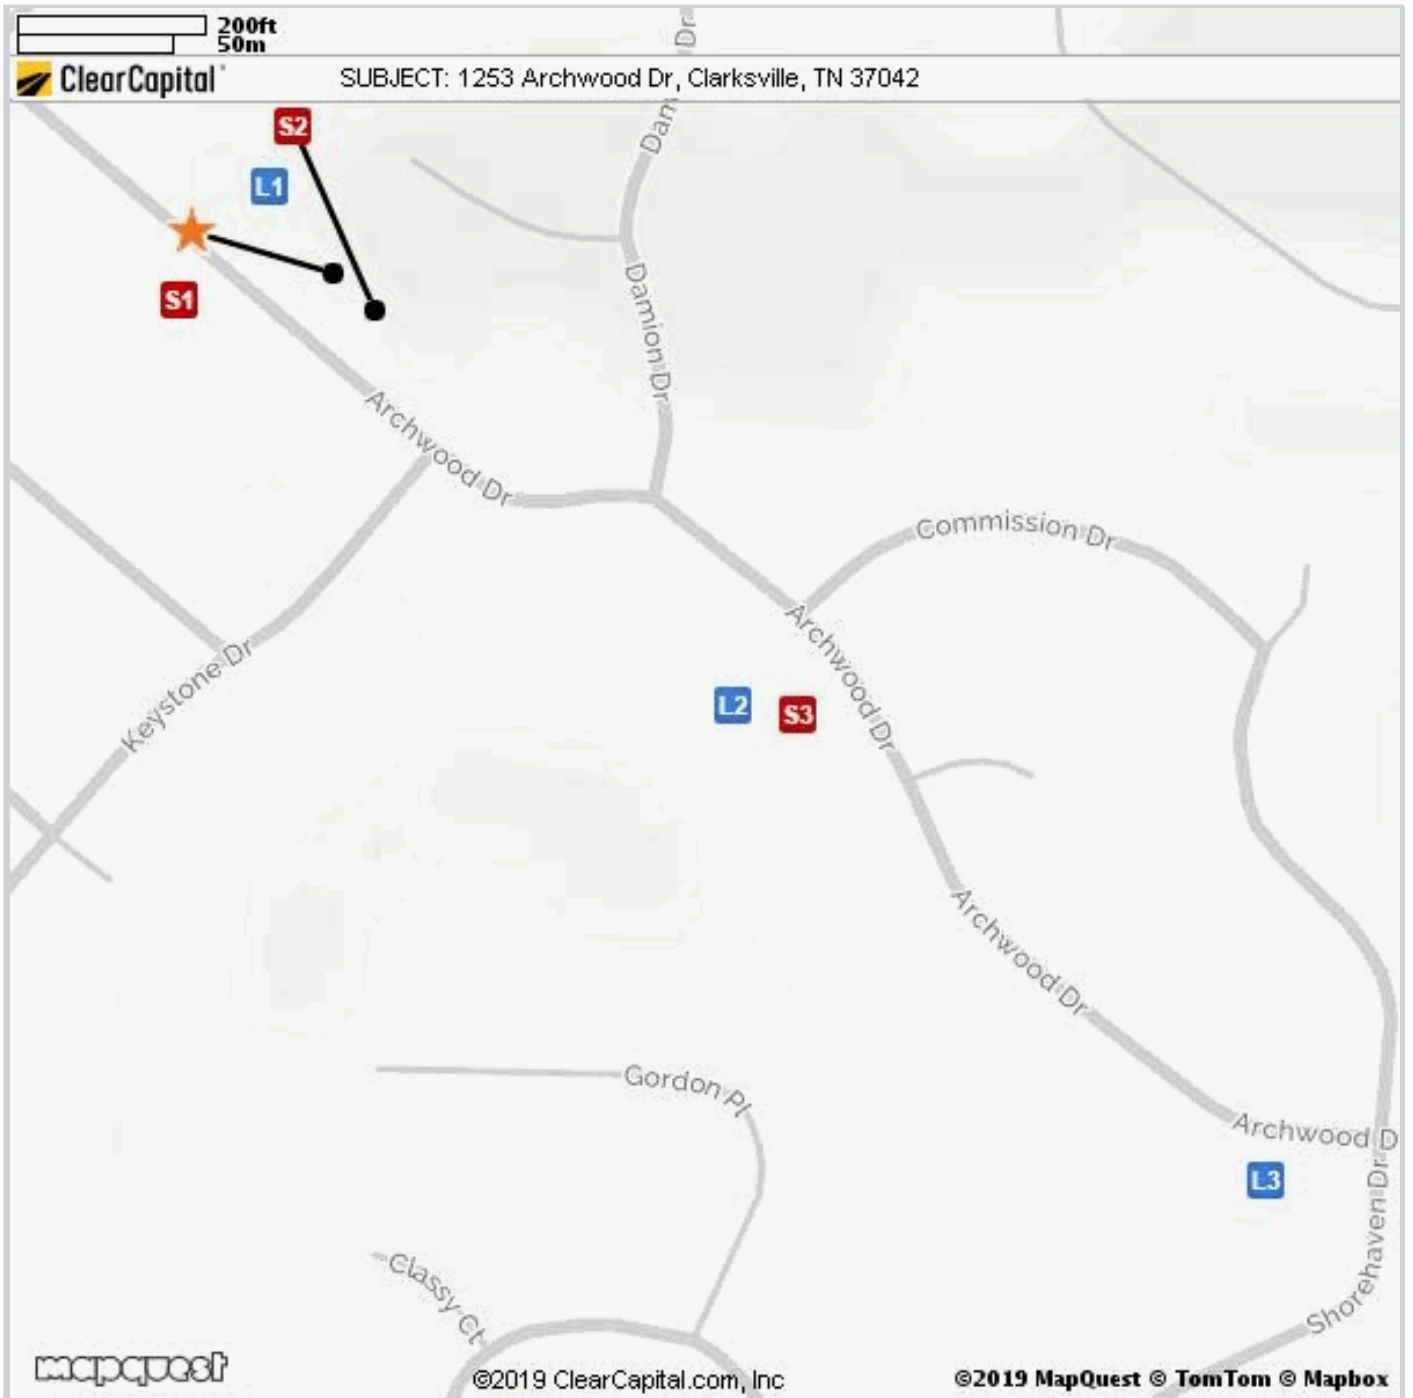 200ft
50m
ClearCapital
SUBJECT: 1253 Archwood Dr, Clarksville, TN 37042
Dr
Dam
S2
L1
S1
Damion Dr
Archwood Dr
Commission Dr
Archwood Dr
Keystone Dr
L2
S3
Archwood Dr
Gordon Pl
Archwood D
L3
Shorehaven Dr
Classy Ct
mapquest
©2019 ClearCapital.com, Inc
©2019 MapQuest © TomTom © Mapbox